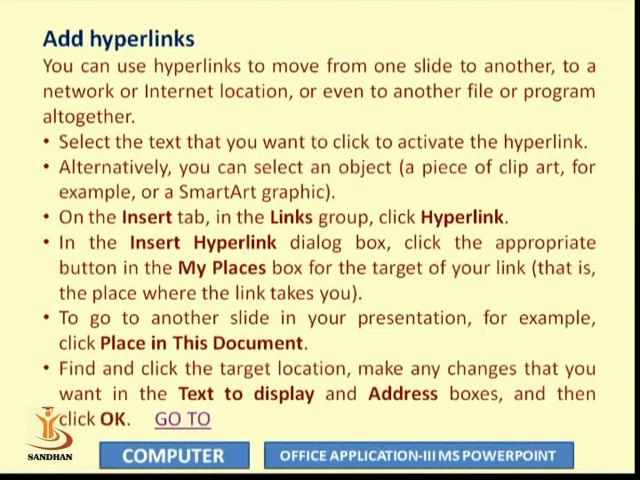 Add hyperlinks
You can use hyperlinks to move from one slide to another, to a
network or Internet location, or even to another file or program
altogether.
• Select the text that you want to click to activate the hyperlink.
• Alternatively, you can select an object (a piece of clip art, for
example, or a SmartArt graphic).
• On the Insert tab, in the Links group, click Hyperlink.
• In the Insert Hyperlink dialog box, click the appropriate
button in the My Places box for the target of your link (that is,
the place where the link takes you).
• To go to another slide in your presentation, for example,
click Place in This Document.
• Find and click the target location, make any changes that you
want in the Text to display and Address boxes, and then
click OK. GO TO
SANDHAN
COMPUTER
OFFICE APPLICATION-III MS POWERPOINT